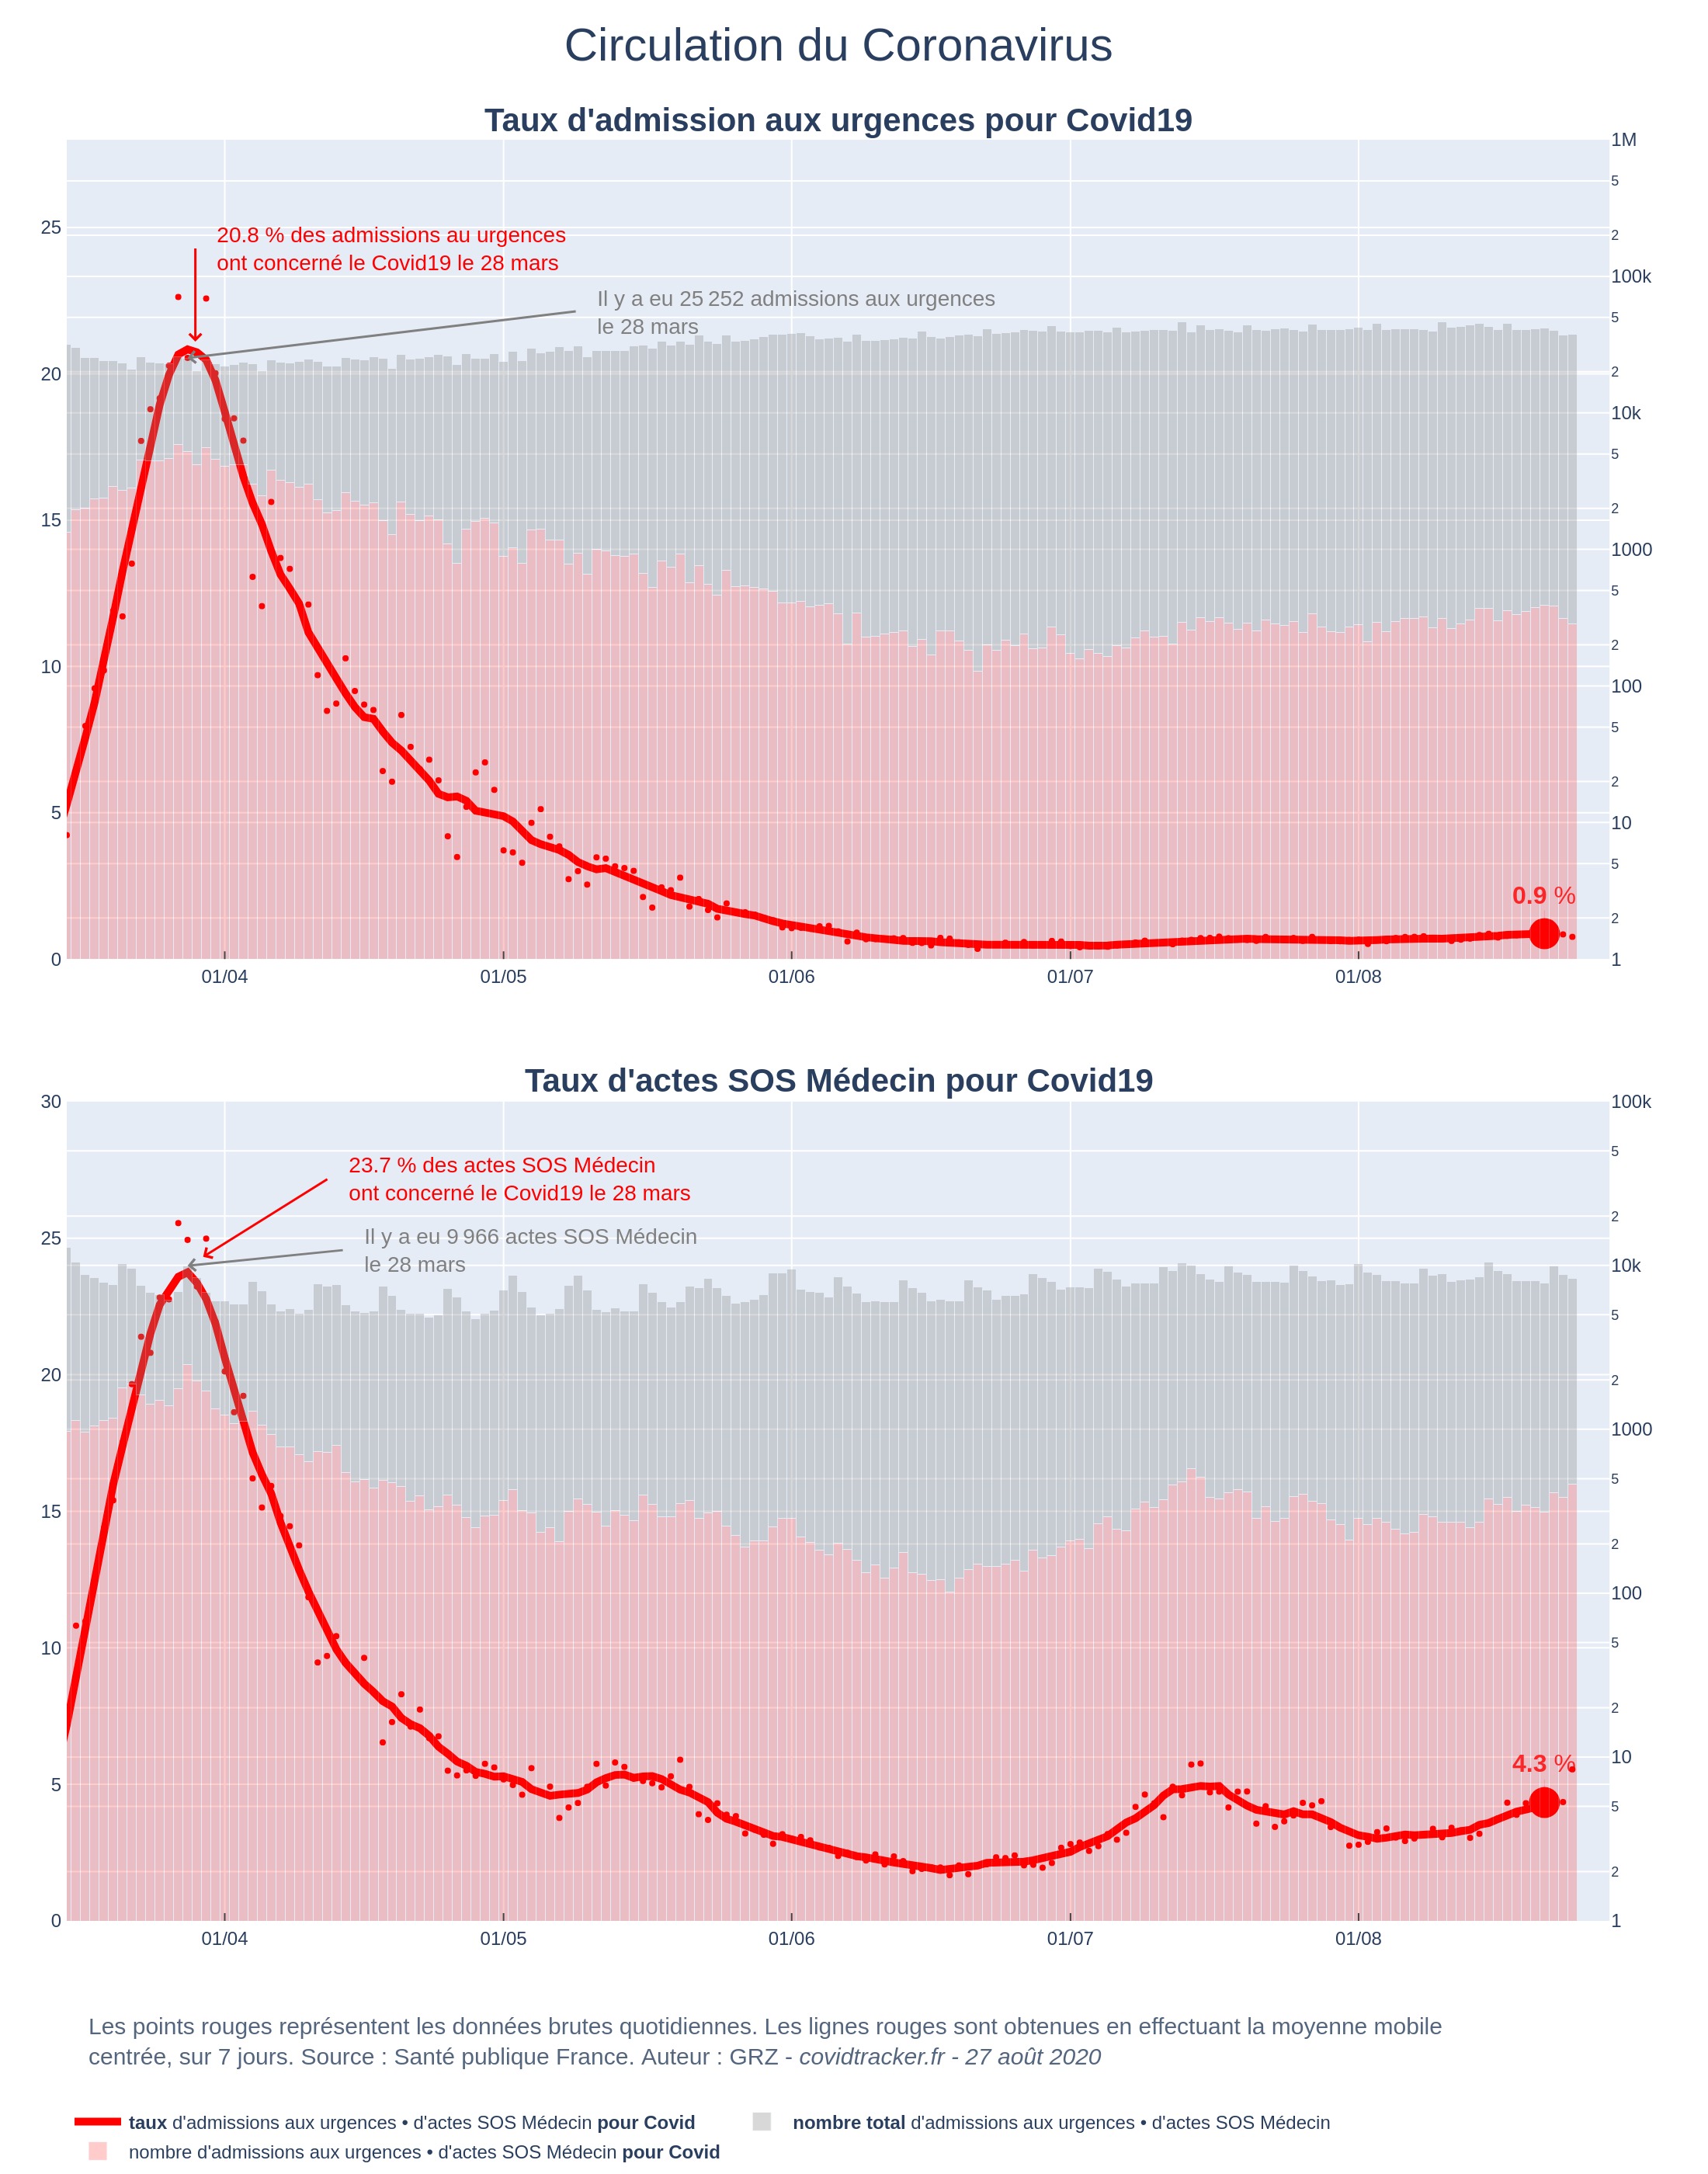 Circulation du Coronavirus
Taux d'admission aux urgences pour Covid19
1M
5
25
2
20.8 % des admissions au urgences
ont concerné le Covid19 le 28 mars
100k
Il y a eu 25 252 admissions aux urgences
le 28 mars
5
20
2
10k
5
15
2
1000
5
10
2
100
5
5
2
10
5
0.9 %
2
0
1
01/04
01/05
01/06
01/07
01/08
Taux d'actes SOS Médecin pour Covid19
30
100k
5
23.7 % des actes SOS Médecin
ont concerné le Covid19 le 28 mars
2
25
Il y a eu 9 966 actes SOS Médecin
le 28 mars
10k
5
20
2
1000
5
15
2
100
10
5
2
10
4.3 %
5
5
2
0
1
01/04
01/05
01/06
01/07
01/08
Les points rouges représentent les données brutes quotidiennes. Les lignes rouges sont obtenues en effectuant la moyenne mobile
centrée, sur 7 jours. Source : Santé publique France. Auteur : GRZ - covidtracker.fr - 27 août 2020
taux d'admissions aux urgences • d'actes SOS Médecin pour Covid
nombre total d'admissions aux urgences • d'actes SOS Médecin
nombre d'admissions aux urgences • d'actes SOS Médecin pour Covid